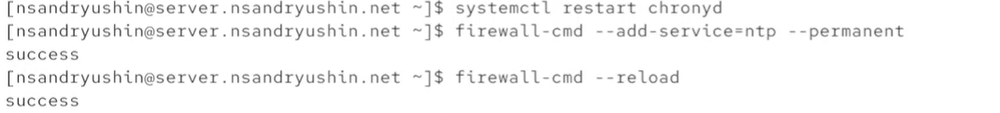 [nsandryushin@server.nsandryushin.net ~]$ systemctl restart chronyd
[nsandryushin@server.nsandryushin.net ~]$ firewall-cmd --add-service=ntp --permanent
success
[nsandryushin@server.nsandryushin.net ~]$ firewall-cmd --reload
success